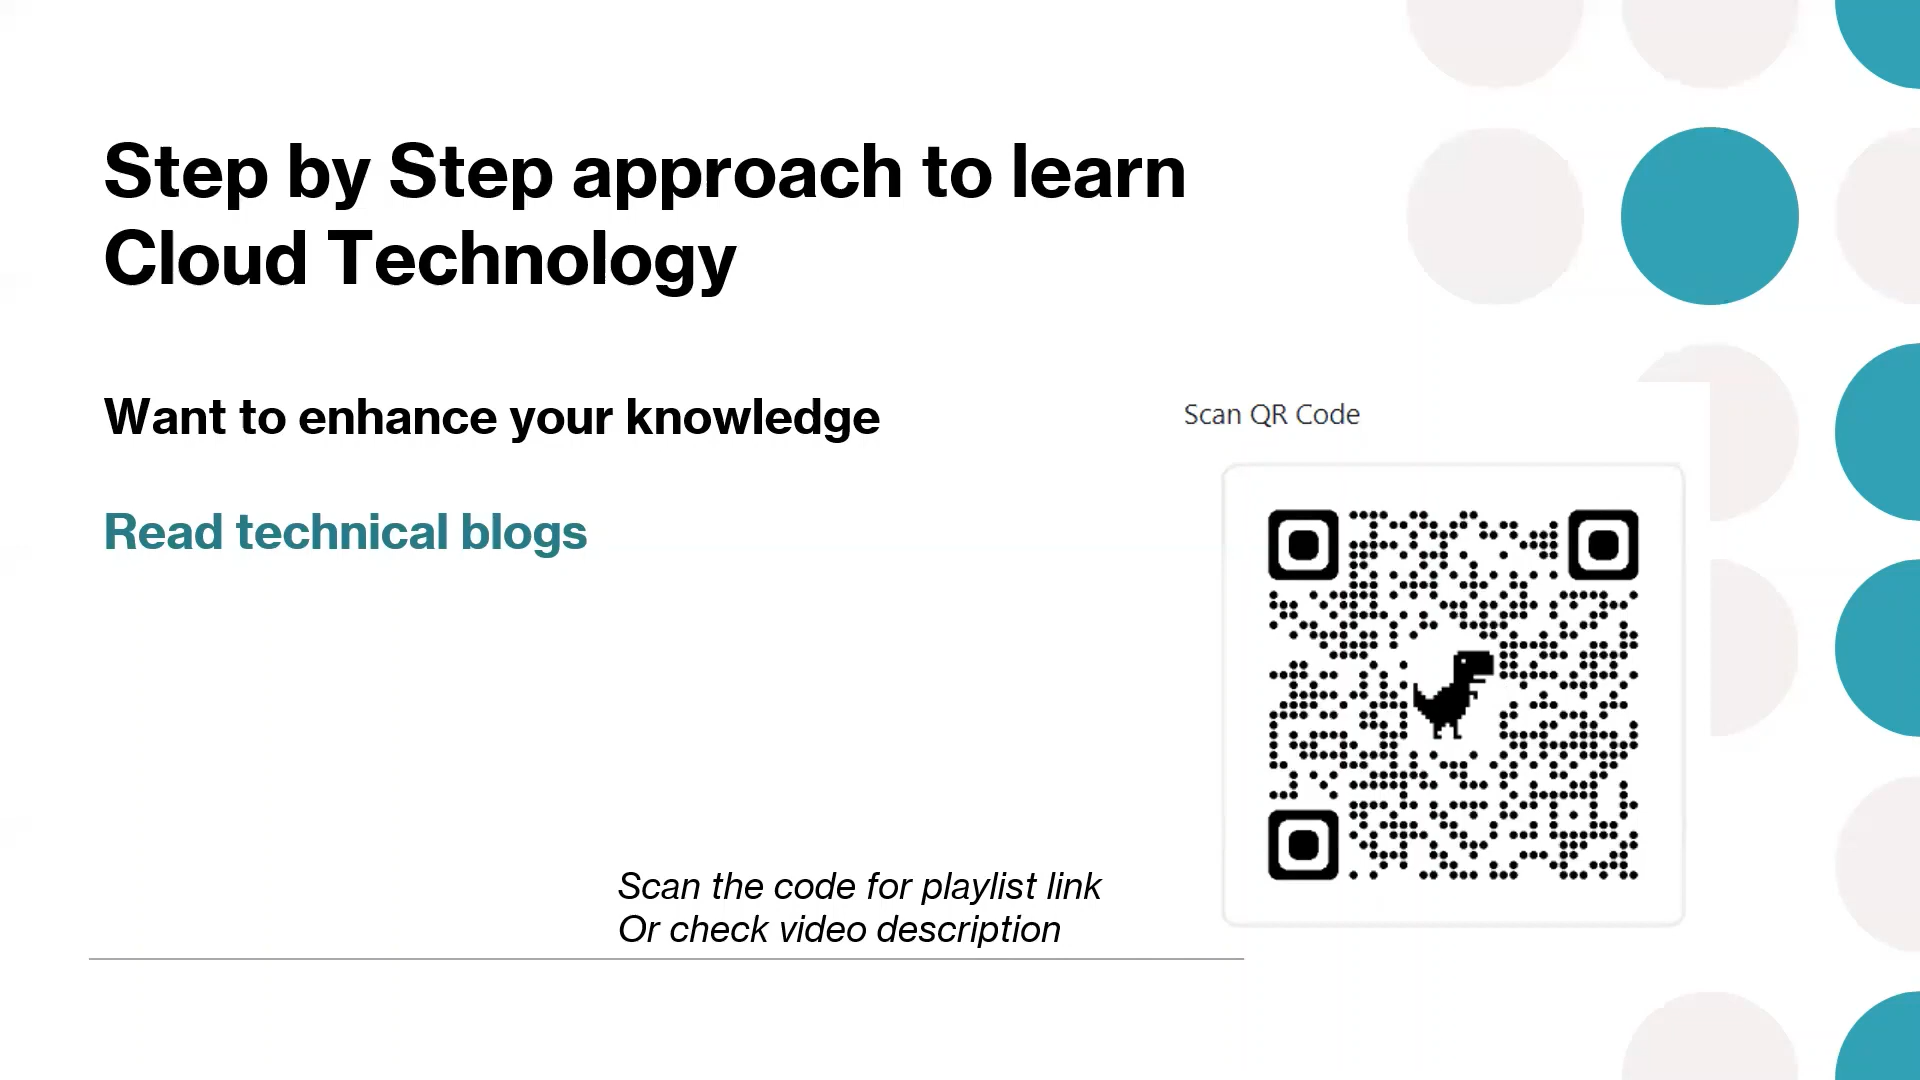 Step by Step approach to learn
Cloud Technology
Want to enhance your knowledge
Scan QR Code
Read technical blogs
Scan the code for playlist link
Or check video description